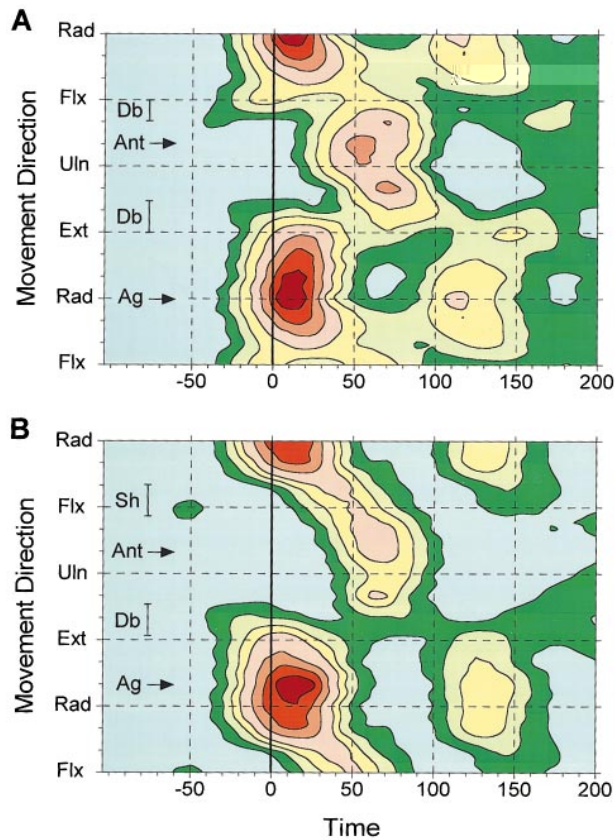 A
Movement Direction
Rad
Flx
Db
Ant →
Uln
Db
Ext
Ag →
Rad
Flx
-50 0 50 100 150 200
B
Movement Direction
Rad
Sh
Flx
Ant →
Uln
Db
Ext
Ag →
Rad
Flx
-50 0 50 100 150 200
Time